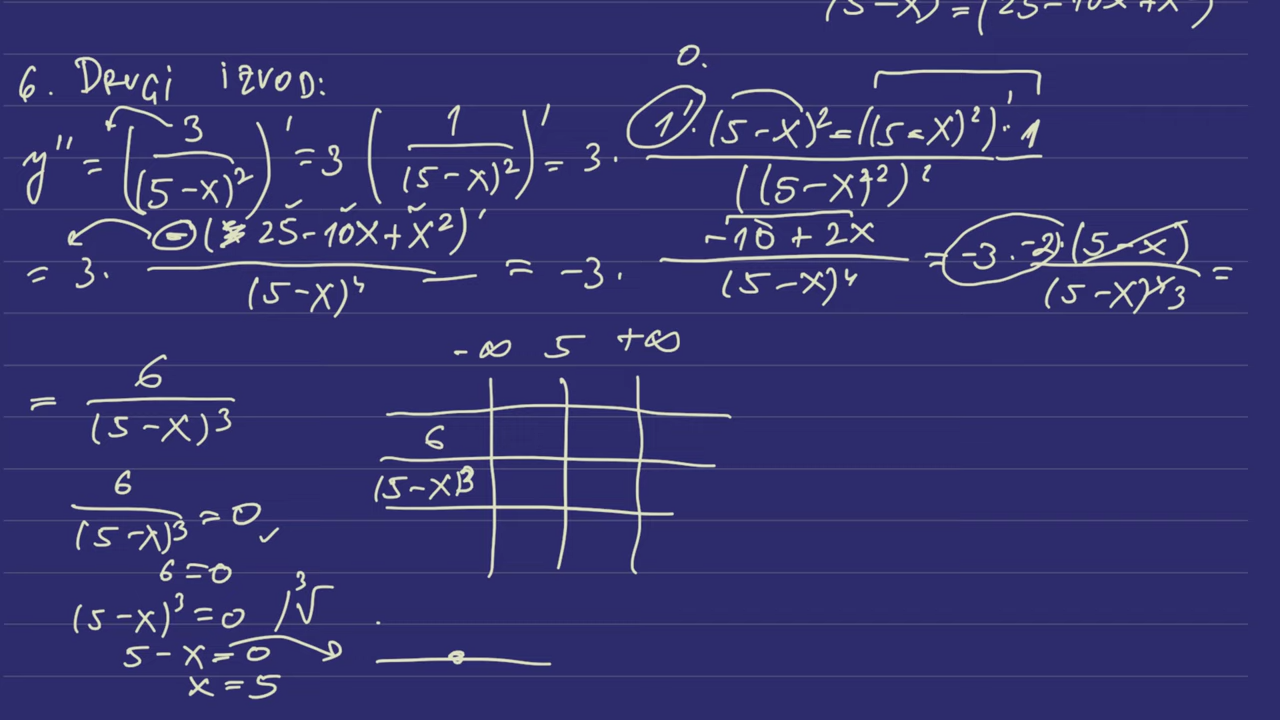 (5-x)=(25-10x+x²)
6. Drugi izvod:
0.
y'' = (3/(5-x)²)' = 3 (1/(5-x)²)' = 3 · (1'·(5-x)² - ((5-x)²)'·1)/((5-x)²)²
= 3 · (-(25-10x+x²)')/(5-x)⁴ = -3 · (-10+2x)/(5-x)⁴ = (-3·-2)·(5-x)/(5-x)³ =
= 6/(5-x)³
-∞ 5 +∞
6
(5-x)3
6/(5-x)³ = 0 ✓
6=0
(5-x)³=0 /∛
5-x=0
x=5